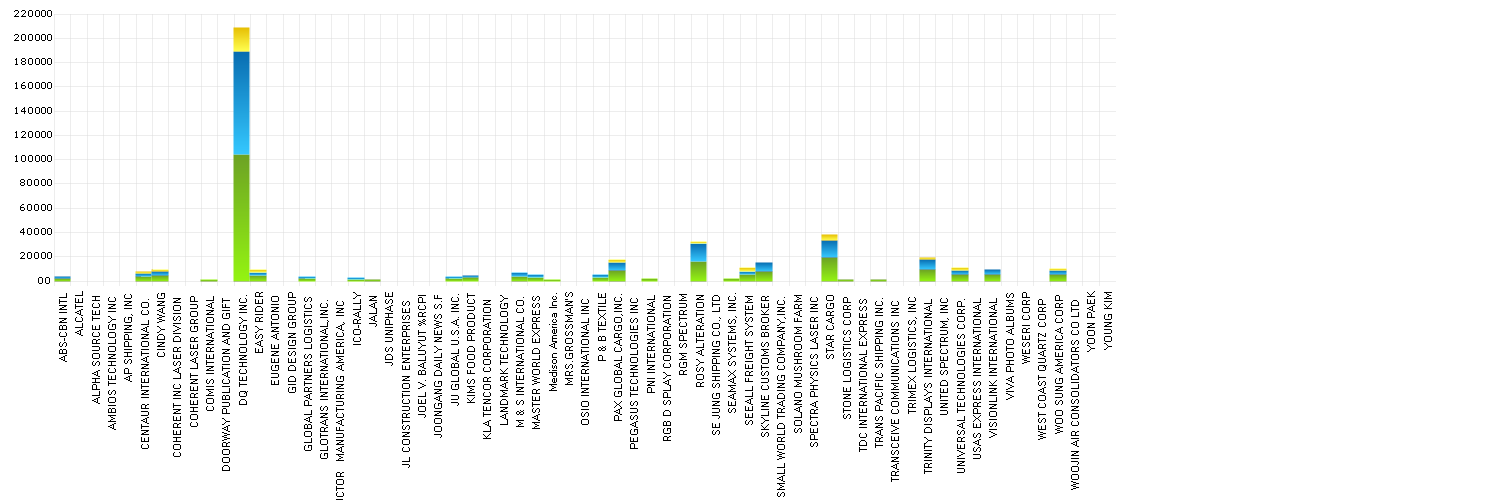 220000
200000
180000
160000
140000
120000
100000
80000
60000
40000
20000
00
ABS-CBN INTL
ALCATEL
ALPHA SOURCE TECH
AMBIOS TECHNOLOGY INC
AP SHIPPING, INC
CENTAUR INTERNATIONAL CO.
CINDY WANG
COHERENT INC LASER DIVISION
COHERENT LASER GROUP
COMIS INTERNATIONAL
DOORWAY PUBLICATION AND GIFT
DQ TECHNOLOGY INC.
EASY RIDER
EUGENE ANTONIO
GID DESIGN GROUP
GLOBAL PARTNERS LOGISTICS
GLOTRANS INTERNATIONAL,INC.
ICTOR MANUFACTURING AMERICA, INC
ICO-RALLY
JALAN
JDS UNIPHASE
JL CONSTRUCTION ENTERPRISES
JOEL V. BALUYUT %RCPI
JOONGANG DAILY NEWS S.F
JU GLOBAL U.S.A. INC.
KIMS FOOD PRODUCT
KLA TENCOR CORPORATION
LANDMARK TECHNOLOGY
M & S INTERNATIONAL CO.
MASTER WORLD EXPRESS
Medison America Inc.
MRS GROSSMAN'S
OSIO INTERNATIONAL INC
P & B TEXTILE
PAX GLOBAL CARGO,INC.
PEGASUS TECHNOLOGIES INC
PNI INTERNATIONAL
RGB D SPLAY CORPORATION
RGM SPECTRUM
ROSY ALTERATION
SE JUNG SHIPPING CO., LTD
SEAMAX SYSTEMS, INC.
SEEALL FREIGHT SYSTEM
SKYLINE CUSTOMS BROKER
SMALL WORLD TRADING COMPANY,INC.
SOLANO MUSHROOM FARM
SPECTRA PHYSICS LASER INC
STAR CARGO
STONE LOGISTICS CORP
TDC INTERNATIONAL EXPRESS
TRANS PACIFIC SHIPPING INC.
TRANSCEIVE COMMUNICATIONS INC
TRIMEX LOGISTICS, INC
TRINITY DISPLAYS INTERNATIONAL
UNITED SPECTRUM, INC
UNIVERSAL TECHNOLOGIES CORP.
USAS EXPRESS INTERNATIONAL
VISIONLINK INTERNATIONAL
VIVA PHOTO ALBUMS
WESERI CORP
WEST COAST QUARTZ CORP
WOO SUNG AMERICA CORP
WOOJIN AIR CONSOLIDATORS CO LTD
YOON PAEK
YOUNG KIM